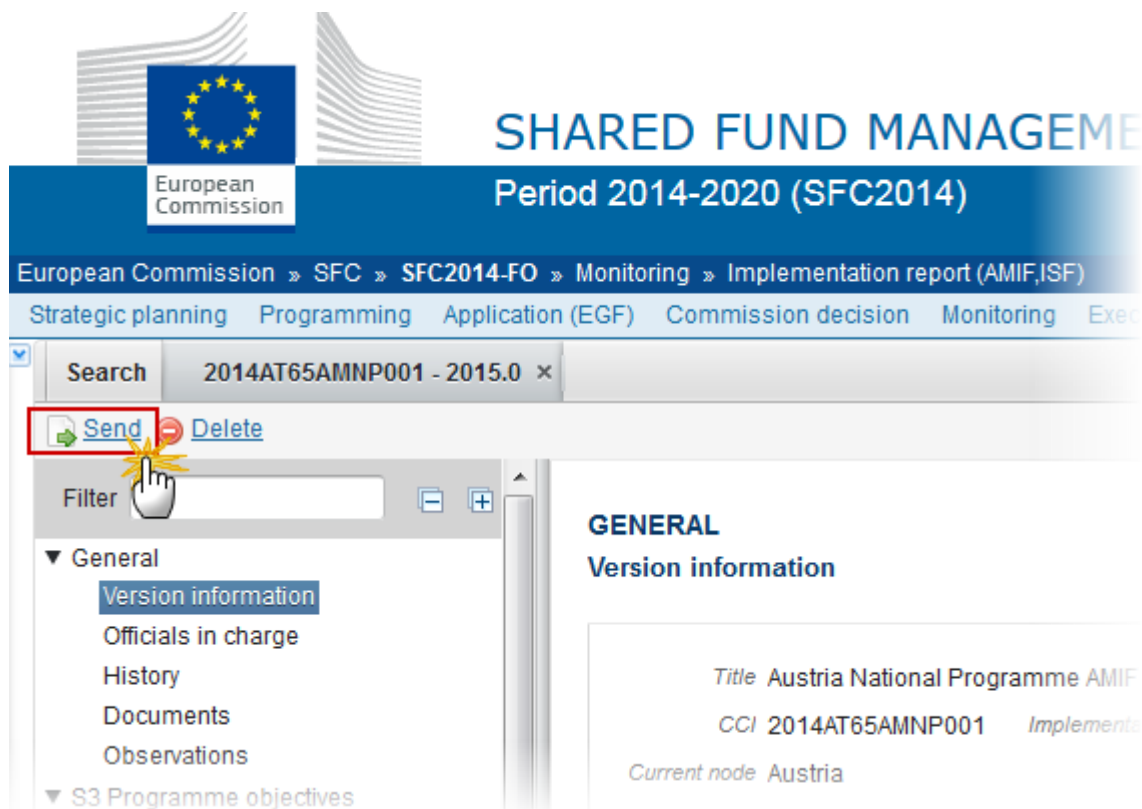 SHARED FUND MANAGEME
European
Commission
Period 2014-2020 (SFC2014)
European Commission » SFC » SFC2014-FO » Monitoring » Implementation report (AMIF,ISF)
Strategic planning Programming Application (EGF) Commission decision Monitoring Exec
Search 2014AT65AMNP001 - 2015.0 ×
Send Delete
Filter
GENERAL
▼ General
Version information
Version information
Officials in charge
History
Title Austria National Programme AMIF
Documents
CCI 2014AT65AMNP001 Implementa
Observations
Current node Austria
▼ S3 Programme objectives